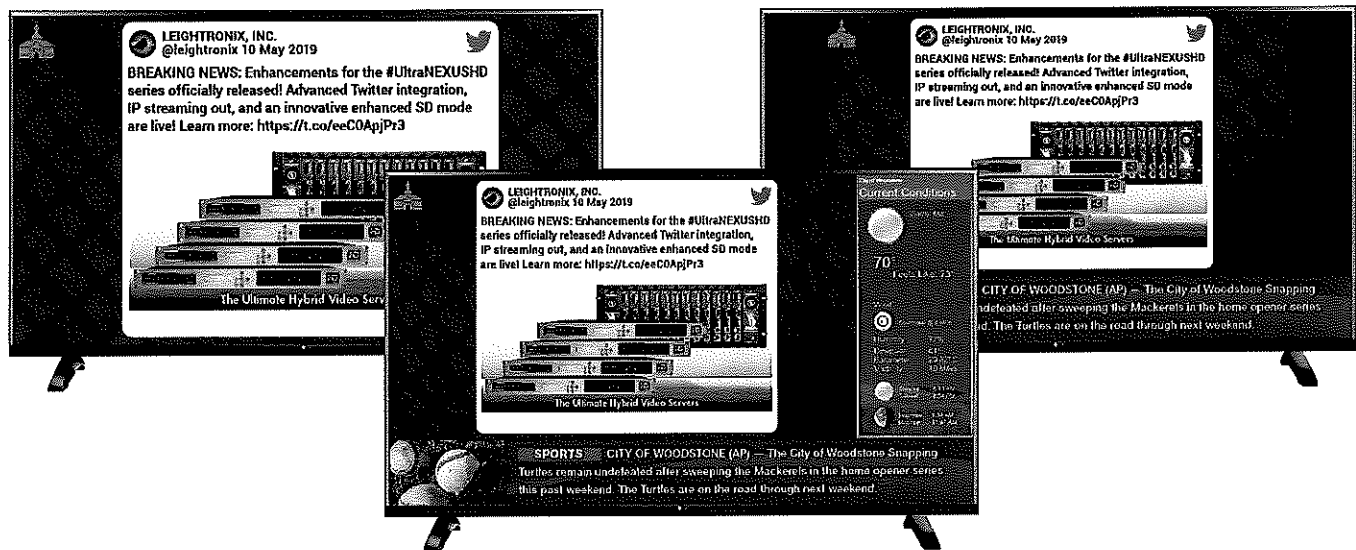 LEIGHTRONIX, INC.
@leightronix 10 May 2019
BREAKING NEWS: Enhancements for the #UltraNEXUSHD
series officially released! Advanced Twitter integration,
IP streaming out, and an innovative enhanced SD mode
are live! Learn more: https://t.co/eeC0ApjPr3
The Ultimate Hybrid Video Serv
LEIGHTRONIX, INC.
@leightronix 10 May 2019
BREAKING NEWS: Enhancements for the #UltraNEXUSHD
series officially released! Advanced Twitter integration,
IP streaming out, and an innovative enhanced SD mode
are live! Learn more: https://t.co/eeC0ApjPr3
The Ultimate Hybrid Video Servers
CITY OF WOODSTONE (AP) — The City of Woodstone Snapping
undefeated after sweeping the Mackerels in the home opener series
The Turtles are on the road through next weekend.
LEIGHTRONIX, INC.
@leightronix 10 May 2019
BREAKING NEWS: Enhancements for the #UltraNEXUSHD
series officially released! Advanced Twitter integration,
IP streaming out, and an innovative enhanced SD mode
are live! Learn more: https://t.co/eeC0ApjPr3
The Ultimate Hybrid Video Servers
Current Conditions
70
SPORTS CITY OF WOODSTONE (AP) — The City of Woodstone Snapping
Turtles remain undefeated after sweeping the Mackerels in the home opener series
this past weekend. The Turtles are on the road through next weekend.